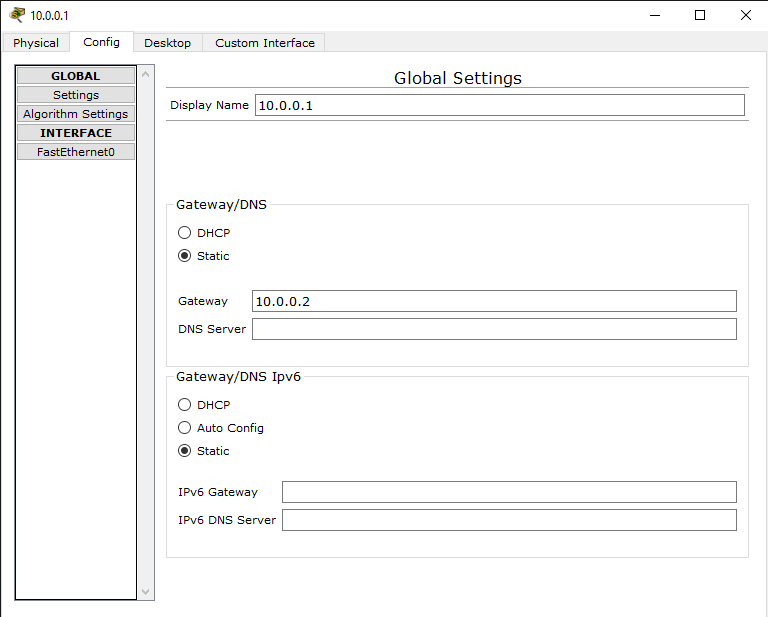 10.0.0.1
Physical Config Desktop Custom Interface
GLOBAL
Settings
Algorithm Settings
INTERFACE
FastEthernet0
Global Settings
Display Name 10.0.0.1
Gateway/DNS
DHCP
Static
Gateway 10.0.0.2
DNS Server
Gateway/DNS Ipv6
DHCP
Auto Config
Static
IPv6 Gateway
IPv6 DNS Server